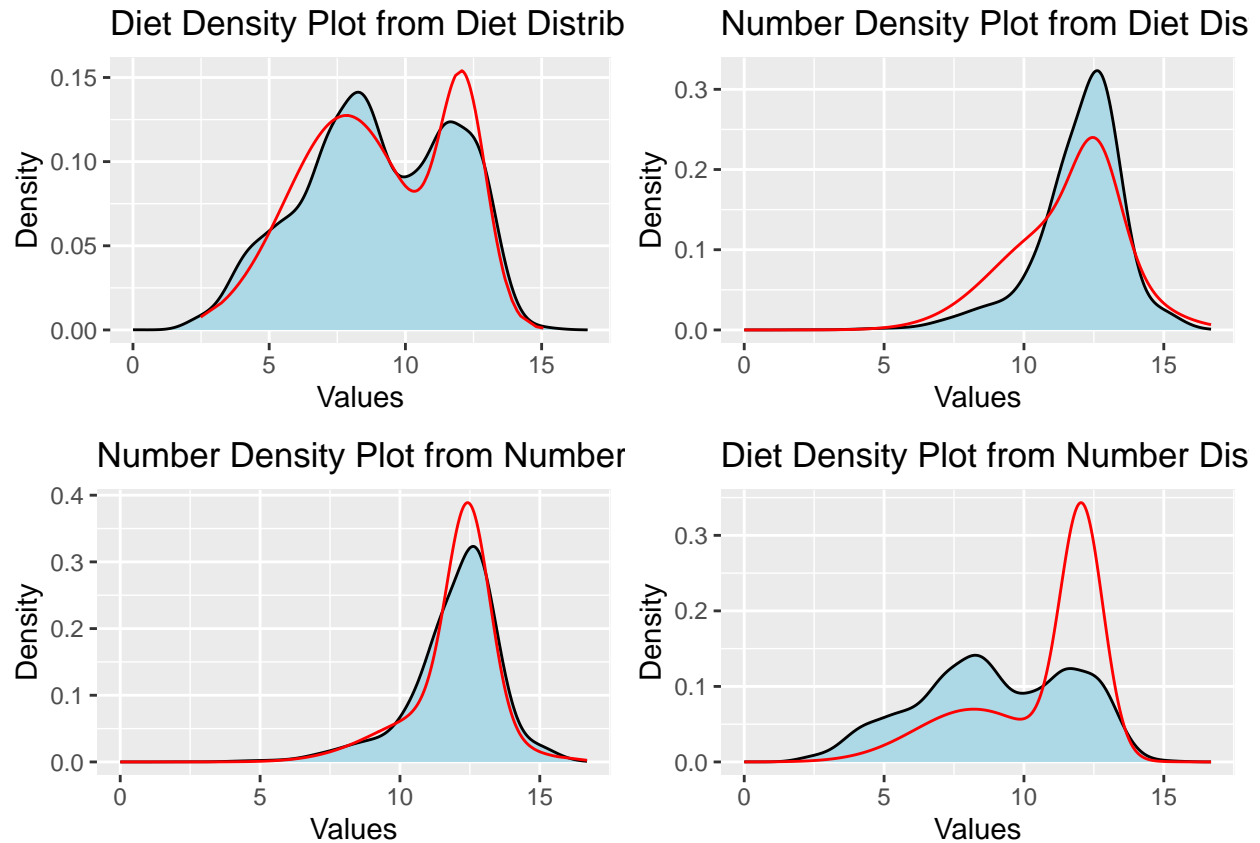 Diet Density Plot from Diet Distrib
0.15
0.10
0.05
0.00
Density
0
5
10
15
Values
Number Density Plot from Diet Dis
0.3
0.2
0.1
0.0
Density
0
5
10
15
Values
Number Density Plot from Number
0.4
0.3
0.2
0.1
0.0
Density
0
5
10
15
Values
Diet Density Plot from Number Dis
0.3
0.2
0.1
0.0
Density
0
5
10
15
Values